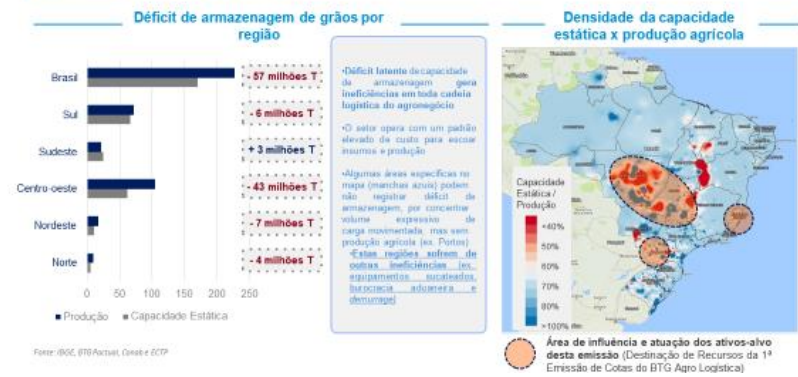 Déficit de armazenagem de grãos por
região
Brasil
- 57 milhões T
Sul
- 6 milhões T
Sudeste
+ 3 milhões T
Centro-oeste
- 43 milhões T
Nordeste
- 7 milhões T
Norte
- 4 milhões T
0 50 100 150 200 250
Produção Capacidade Estática
Fonte: IBGE, BTG Pactual, Conab e ECTP
•Déficit latente de capacidade
de armazenagem gera
ineficiências em toda cadeia
logística do agronegócio
•O setor opera com um padrão
elevado de custo para escoar
insumos e produção
•Algumas áreas específicas no
mapa (manchas azuis) podem
não registrar déficit de
armazenagem, por concentrar
volume expressivo de
carga movimentada, mas sem
produção agrícola (ex. Portos)
•Estas regiões sofrem de
outras ineficiências (ex.
equipamentos sucateados,
burocracia aduaneira e
demurrage)
Densidade da capacidade
estática x produção agrícola
Capacidade
Estática /
Produção
<40%
50%
60%
70%
80%
>100%
Área de influência e atuação dos ativos-alvo
desta emissão (Destinação de Recursos da 1ª
Emissão de Cotas do BTG Agro Logística)